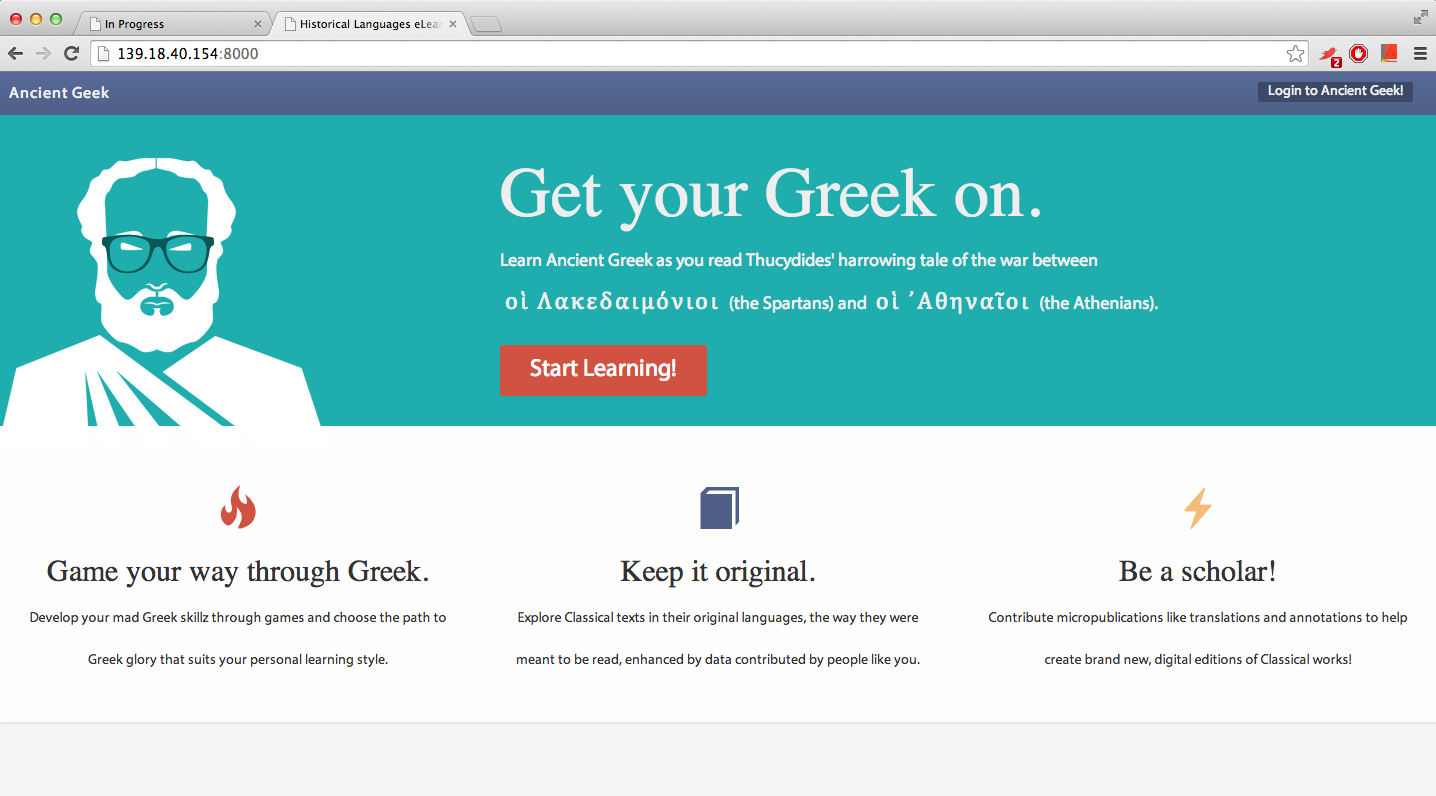 In Progress
Historical Languages eLea
139.18.40.154:8000
2
Ancient Geek
Login to Ancient Geek!
Get your Greek on.
Learn Ancient Greek as you read Thucydides' harrowing tale of the war between
οἱ Λακεδαιμόνιοι (the Spartans) and οἱ Ἀθηναῖοι (the Athenians).
Start Learning!
Game your way through Greek.
Develop your mad Greek skillz through games and choose the path to
Greek glory that suits your personal learning style.
Keep it original.
Explore Classical texts in their original languages, the way they were
meant to be read, enhanced by data contributed by people like you.
Be a scholar!
Contribute micropublications like translations and annotations to help
create brand new, digital editions of Classical works!